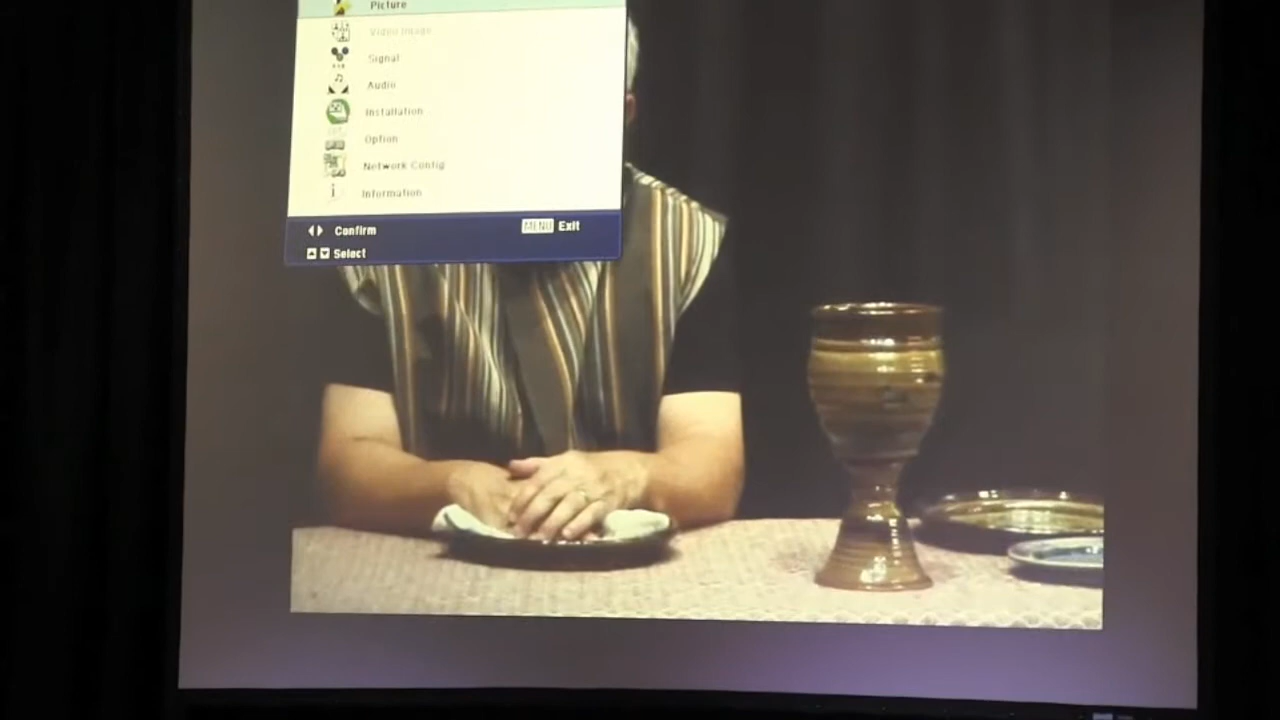 Picture
Video Image
Signal
Audio
Installation
Option
Network Config
i Information
Confirm
MENU Exit
Select